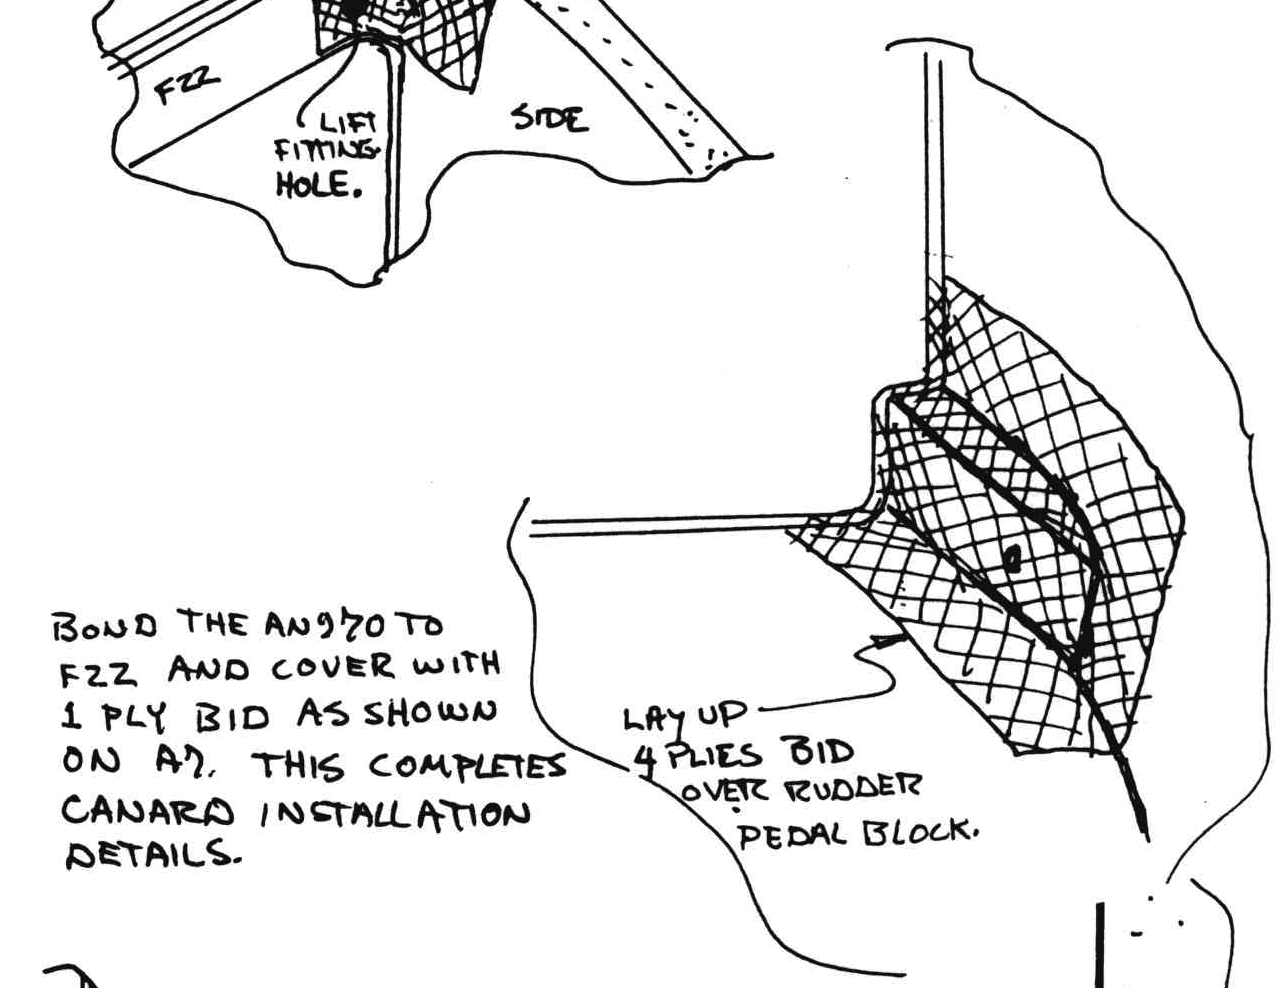 F22
LIFT
FITTING
HOLE.
SIDE
BOND THE AN970 TO
F22 AND COVER WITH
1 PLY BID AS SHOWN
ON A7. THIS COMPLETES
CANARD INSTALLATION
DETAILS.
LAY UP
4 PLIES BID
OVER RUDDER
PEDAL BLOCK.